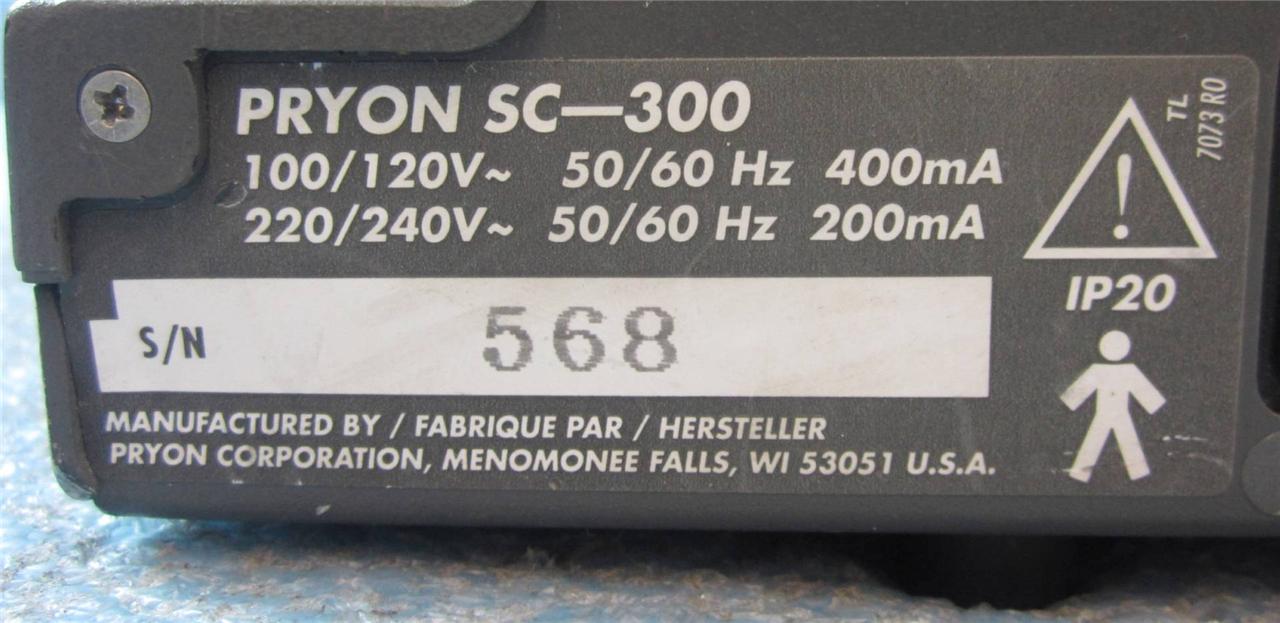 PRYON SC—300
100/120V~ 50/60 Hz 400mA
220/240V~ 50/60 Hz 200mA
TL
7073 RO
!
IP20
S/N 568
MANUFACTURED BY / FABRIQUE PAR / HERSTELLER
PRYON CORPORATION, MENOMONEE FALLS, WI 53051 U.S.A.